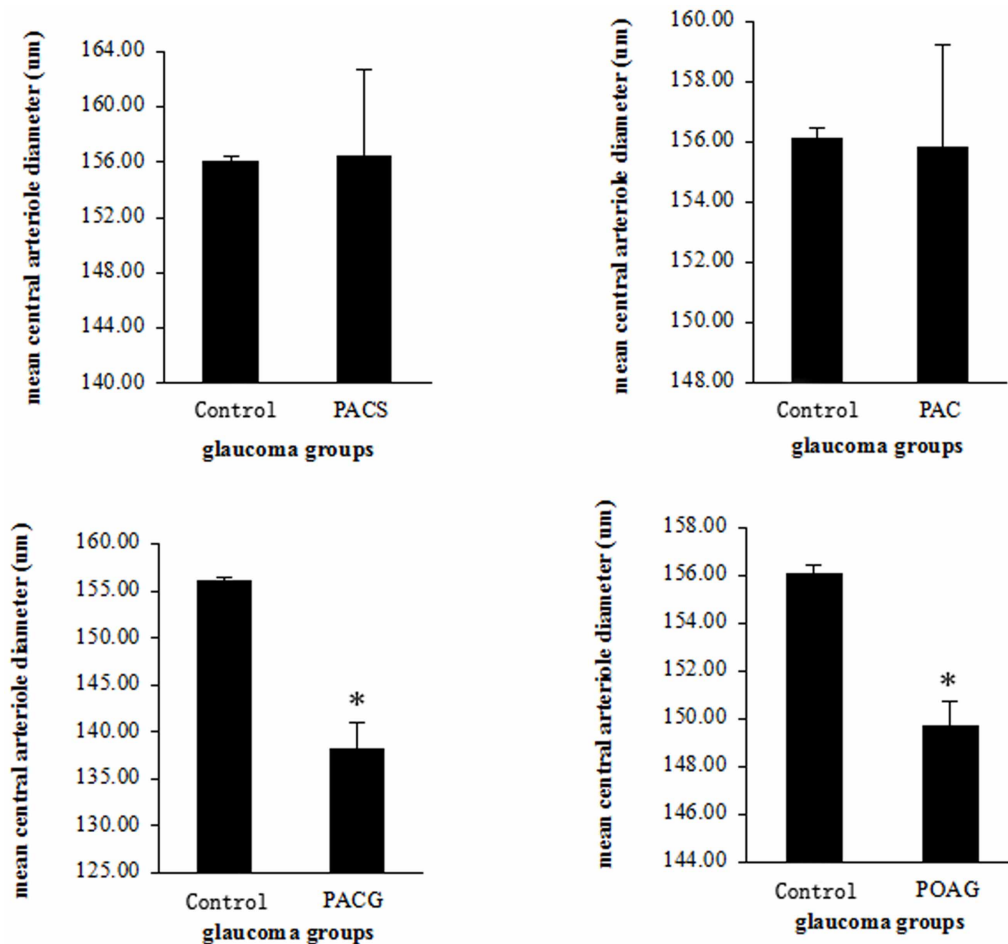 mean central arteriole diameter (um)
164.00
160.00
156.00
152.00
148.00
144.00
140.00
Control
PACS
glaucoma groups
mean central arteriole diameter (um)
160.00
158.00
156.00
154.00
152.00
150.00
148.00
Control
PAC
glaucoma groups
mean central arteriole diameter (um)
160.00
155.00
150.00
145.00
140.00
135.00
130.00
125.00
*
Control
PACG
glaucoma groups
mean central arteriole diameter (um)
158.00
156.00
154.00
152.00
150.00
148.00
146.00
144.00
*
Control
POAG
glaucoma groups